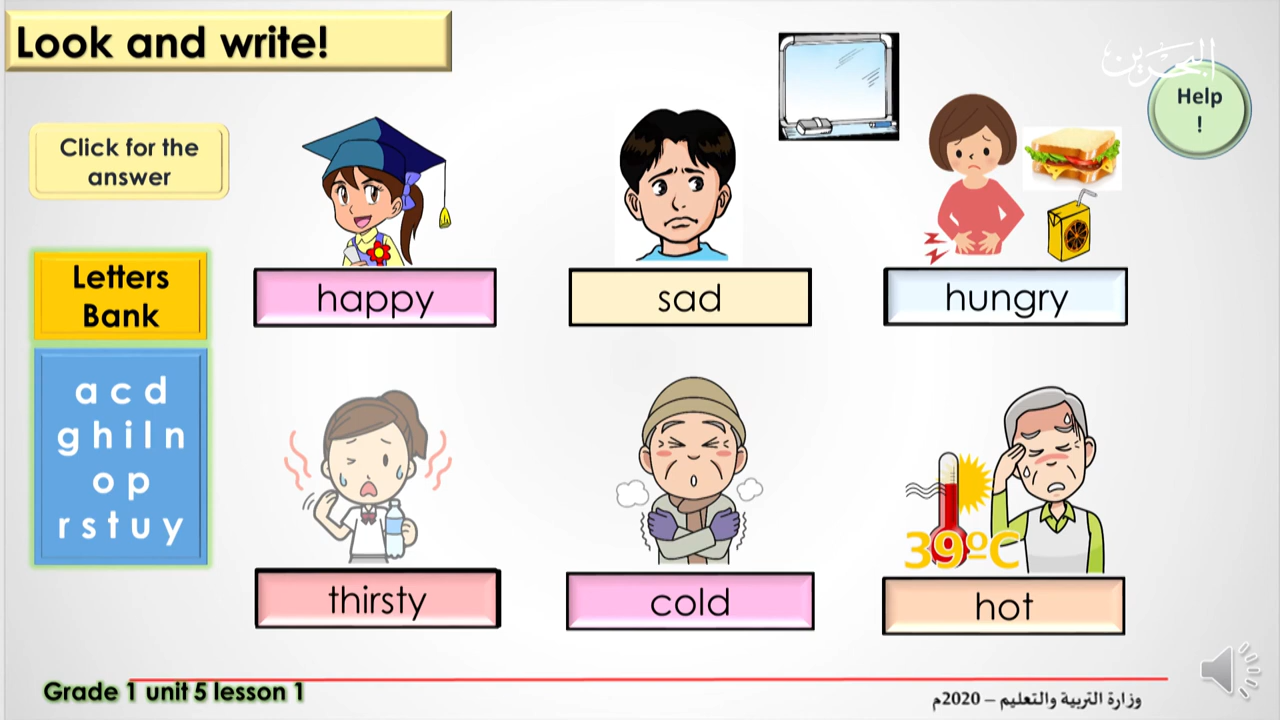 Look and write!
البحرين
Help
!
Click for the
answer
Letters
Bank
a c d
g h i l n
o p
r s t u y
happy
sad
hungry
39ºC
thirsty
cold
hot
Grade 1 unit 5 lesson 1
وزارة التربية والتعليم – 2020م